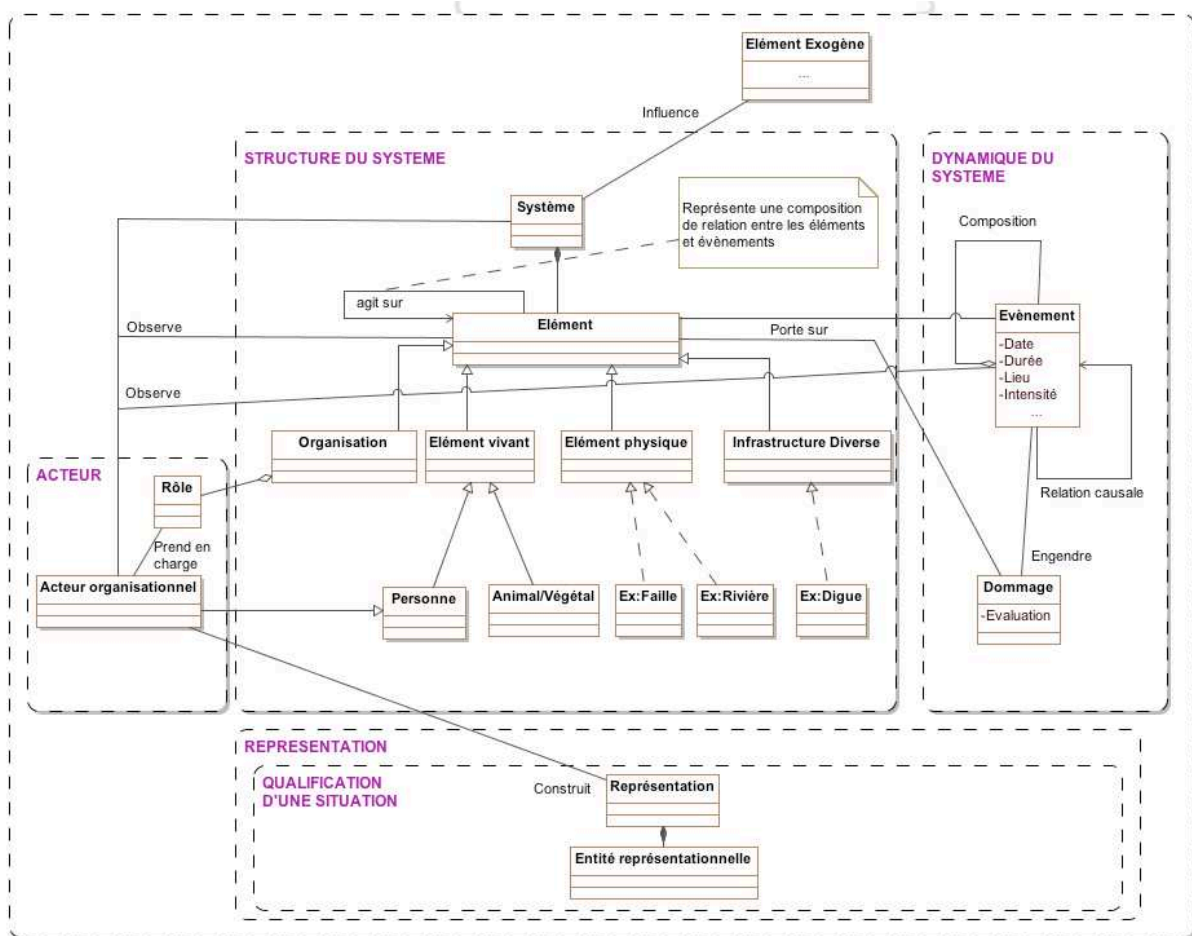 Elément Exogène
...
Influence
STRUCTURE DU SYSTEME
DYNAMIQUE DU
SYSTEME
Système
Représente une composition
de relation entre les éléments
et évènements
Composition
agit sur
Elément
Evènement
Observe
Porte sur
-Date
-Durée
-Lieu
-Intensité
...
Observe
Organisation
Elément vivant
Elément physique
Infrastructure Diverse
ACTEUR
Rôle
Relation causale
Prend en
charge
Engendre
Acteur organisationnel
Personne
Animal/Végétal
Ex:Faille
Ex:Rivière
Ex:Digue
Dommage
-Evaluation
REPRESENTATION
QUALIFICATION
D'UNE SITUATION
Construit
Représentation
Entité représentationnelle